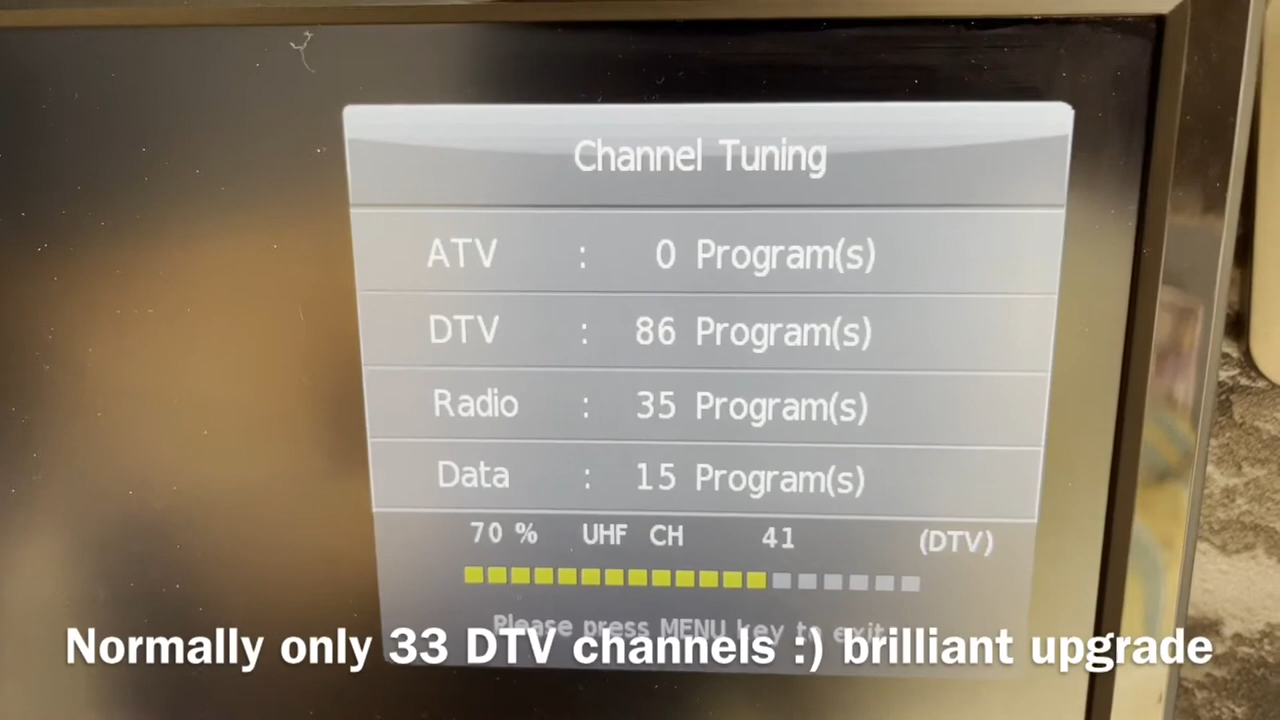 Channel Tuning
ATV : 0 Program(s)
DTV : 86 Program(s)
Radio : 35 Program(s)
Data : 15 Program(s)
70 % UHF CH 41 (DTV)
Please press MENU key to exit
Normally only 33 DTV channels :) brilliant upgrade